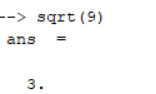 --> sqrt(9)
ans  =
3.